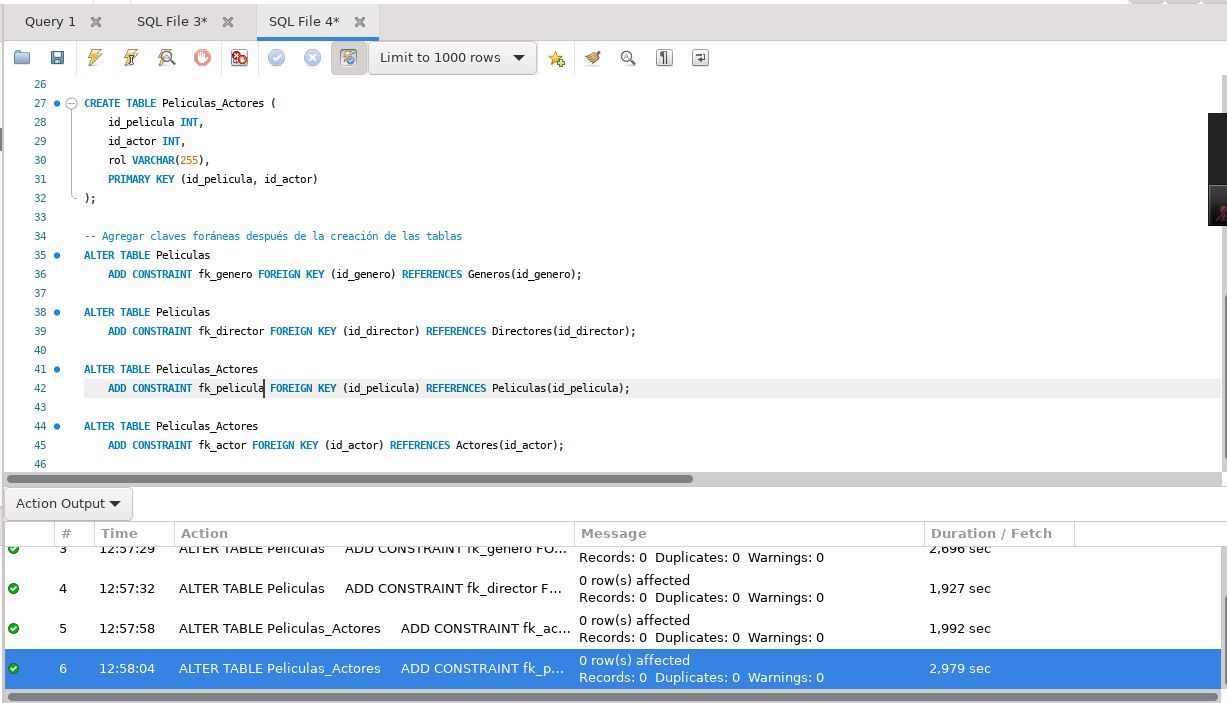 Query 1 SQL File 3* SQL File 4*
Limit to 1000 rows
26
27 CREATE TABLE Peliculas_Actores (
28 id_pelicula INT,
29 id_actor INT,
30 rol VARCHAR(255),
31 PRIMARY KEY (id_pelicula, id_actor)
32 );
33
34 -- Agregar claves foráneas después de la creación de las tablas
35 ALTER TABLE Peliculas
36 ADD CONSTRAINT fk_genero FOREIGN KEY (id_genero) REFERENCES Generos(id_genero);
37
38 ALTER TABLE Peliculas
39 ADD CONSTRAINT fk_director FOREIGN KEY (id_director) REFERENCES Directores(id_director);
40
41 ALTER TABLE Peliculas_Actores
42 ADD CONSTRAINT fk_pelicula FOREIGN KEY (id_pelicula) REFERENCES Peliculas(id_pelicula);
43
44 ALTER TABLE Peliculas_Actores
45 ADD CONSTRAINT fk_actor FOREIGN KEY (id_actor) REFERENCES Actores(id_actor);
46
Action Output
# Time Action Message Duration / Fetch
3 12:57:29 ALTER TABLE Peliculas ADD CONSTRAINT fk_genero FO... 2,696 sec
Records: 0 Duplicates: 0 Warnings: 0
0 row(s) affected
4 12:57:32 ALTER TABLE Peliculas ADD CONSTRAINT fk_director F... 1,927 sec
Records: 0 Duplicates: 0 Warnings: 0
0 row(s) affected
5 12:57:58 ALTER TABLE Peliculas_Actores ADD CONSTRAINT fk_ac... 1,992 sec
Records: 0 Duplicates: 0 Warnings: 0
0 row(s) affected
6 12:58:04 ALTER TABLE Peliculas_Actores ADD CONSTRAINT fk_p... 2,979 sec
Records: 0 Duplicates: 0 Warnings: 0